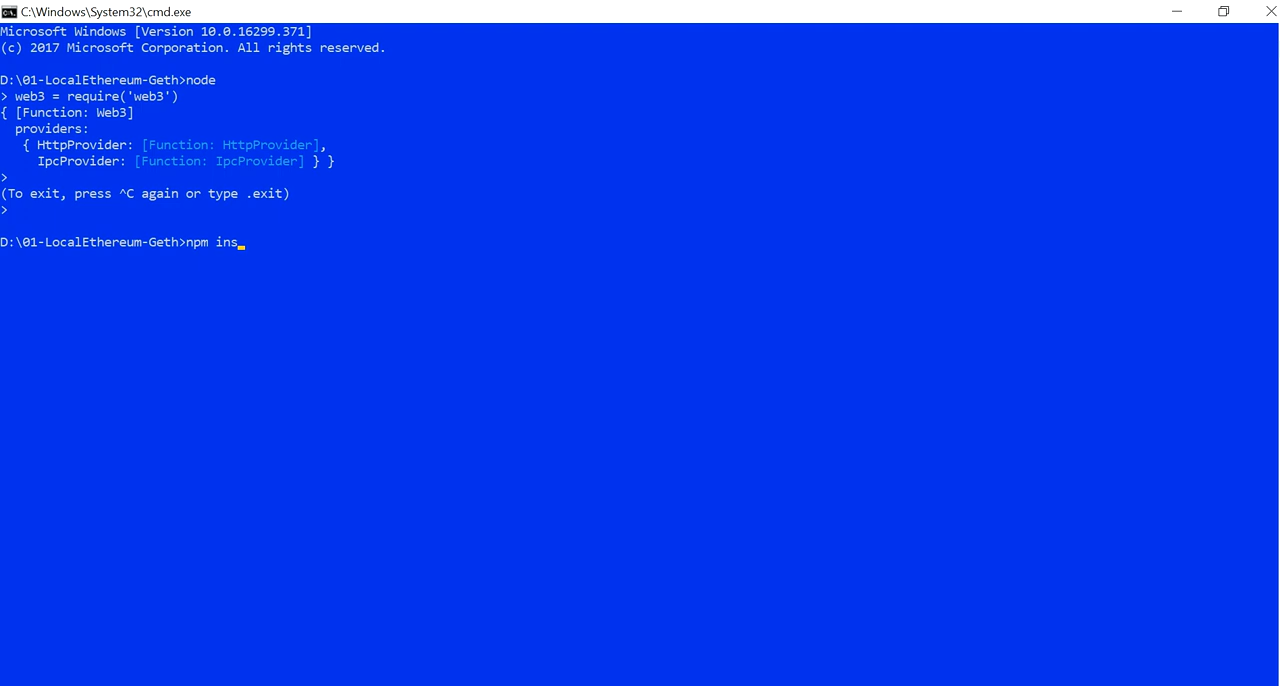 C:\Windows\System32\cmd.exe
Microsoft Windows [Version 10.0.16299.371]
(c) 2017 Microsoft Corporation. All rights reserved.
D:\01-LocalEthereum-Geth>node
> web3 = require('web3')
{ [Function: Web3]
  providers:
   { HttpProvider: [Function: HttpProvider],
     IpcProvider: [Function: IpcProvider] } }
>
(To exit, press ^C again or type .exit)
>
D:\01-LocalEthereum-Geth>npm ins